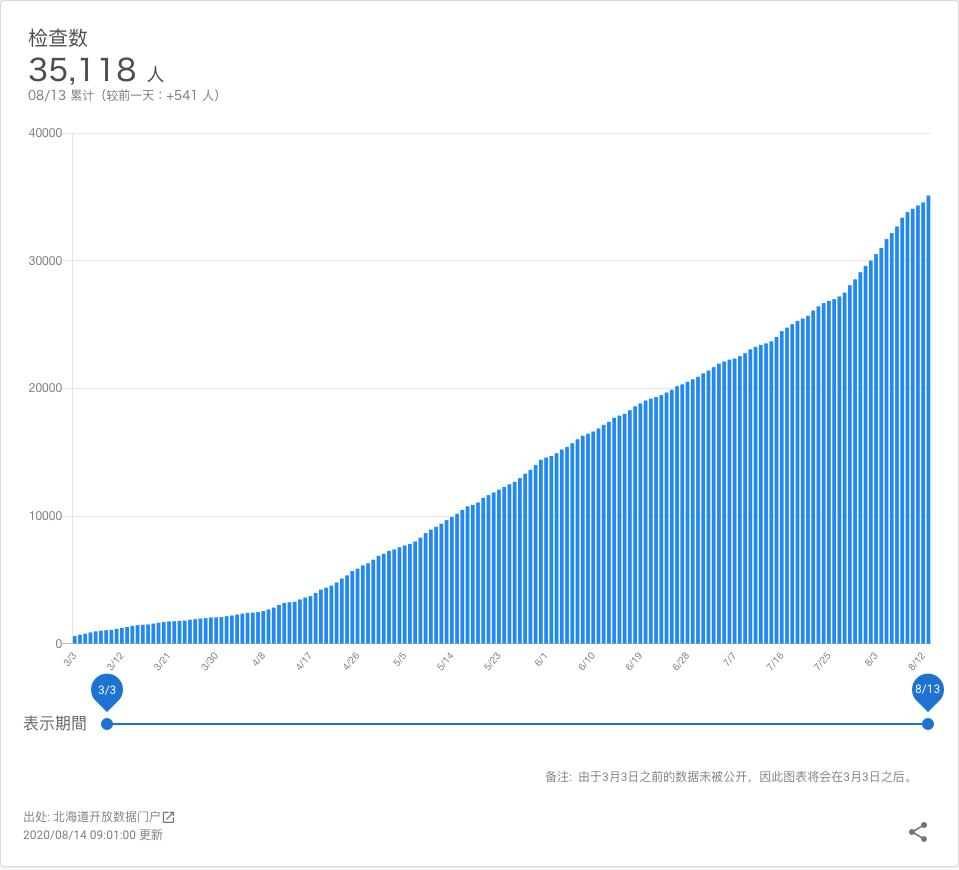 检查数
35,118 人
08/13 累计（较前一天：+541 人）
40000
30000
20000
10000
0
3/3 3/12 3/21 3/30 4/8 4/17 4/26 5/5 5/14 5/23 6/1 6/10 6/19 6/28 7/7 7/16 7/25 8/3 8/12
3/3 8/13
表示期間
备注: 由于3月3日之前的数据未被公开，因此图表将会在3月3日之后。
出处: 北海道开放数据门户
2020/08/14 09:01:00 更新